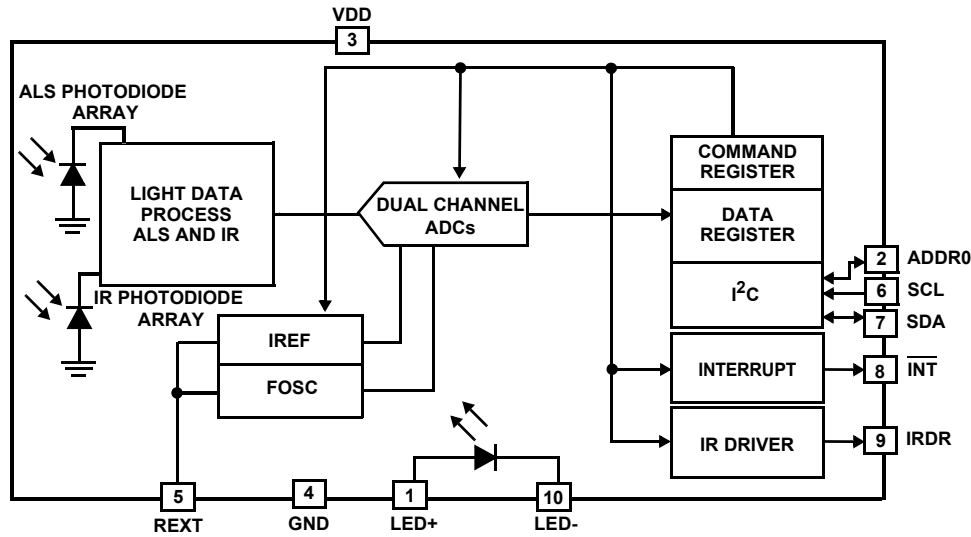 VDD
3
ALS PHOTODIODE
ARRAY
LIGHT DATA
PROCESS
ALS AND IR
DUAL CHANNEL
ADCs
COMMAND
REGISTER
DATA
REGISTER
I²C
2 ADDR0
6 SCL
7 SDA
IR PHOTODIODE
ARRAY
IREF
FOSC
INTERRUPT
8 INT
IR DRIVER
9 IRDR
5
REXT
4
GND
1
LED+
10
LED-